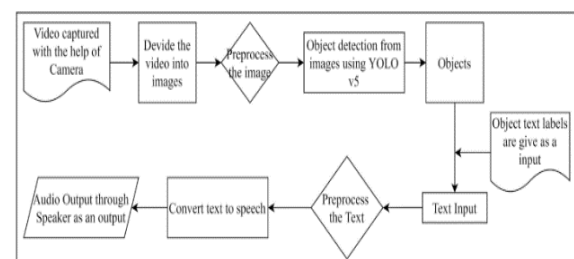 Video captured
with the help of
Camera
Devide the
video into
images
Preprocess
the image
Object detection from
images using YOLO
v5
Objects
Object text labels
are give as a
input
Text Input
Preprocess
the Text
Convert text to speech
Audio Output through
Speaker as an output